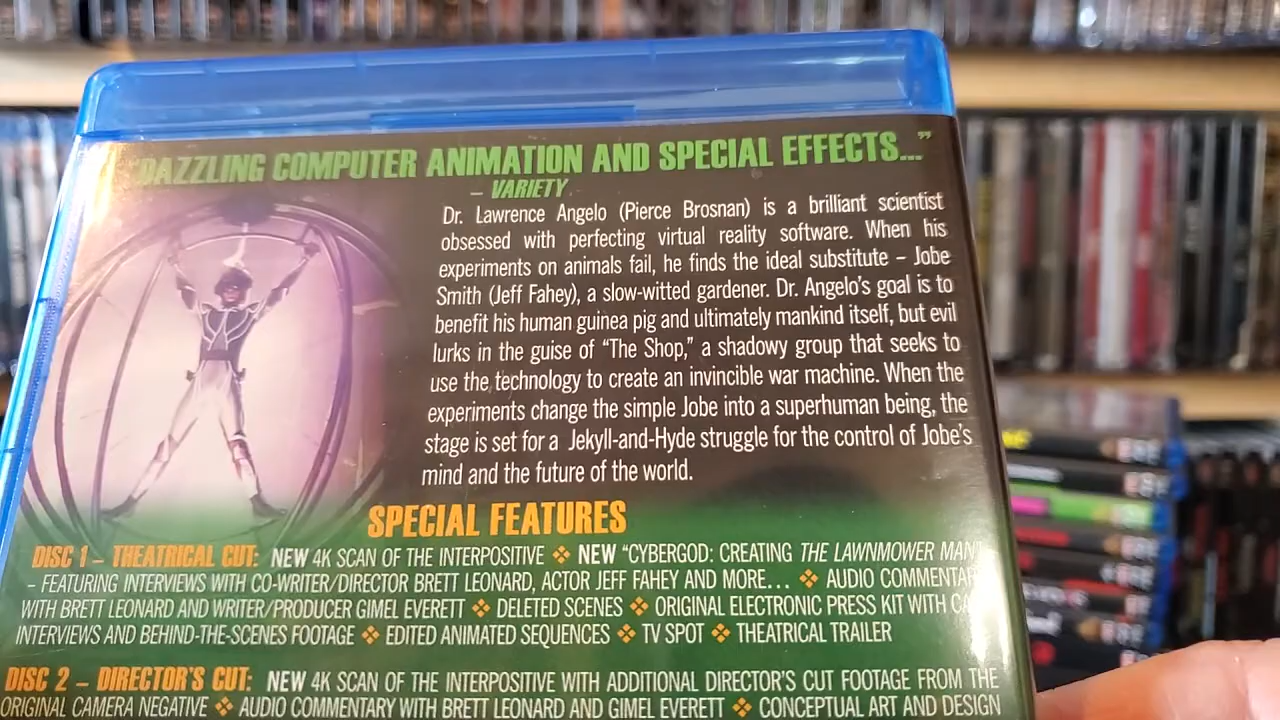 "DAZZLING COMPUTER ANIMATION AND SPECIAL EFFECTS..."
– VARIETY
Dr. Lawrence Angelo (Pierce Brosnan) is a brilliant scientist
obsessed with perfecting virtual reality software. When his
experiments on animals fail, he finds the ideal substitute – Jobe
Smith (Jeff Fahey), a slow-witted gardener. Dr. Angelo's goal is to
benefit his human guinea pig and ultimately mankind itself, but evil
lurks in the guise of "The Shop," a shadowy group that seeks to
use the technology to create an invincible war machine. When the
experiments change the simple Jobe into a superhuman being, the
stage is set for a Jekyll-and-Hyde struggle for the control of Jobe's
mind and the future of the world.
SPECIAL FEATURES
DISC 1 – THEATRICAL CUT: NEW 4K SCAN OF THE INTERPOSITIVE ❖ NEW "CYBERGOD: CREATING THE LAWNMOWER MAN"
– FEATURING INTERVIEWS WITH CO-WRITER/DIRECTOR BRETT LEONARD, ACTOR JEFF FAHEY AND MORE... ❖ AUDIO COMMENTAR
WITH BRETT LEONARD AND WRITER/PRODUCER GIMEL EVERETT ❖ DELETED SCENES ❖ ORIGINAL ELECTRONIC PRESS KIT WITH
INTERVIEWS AND BEHIND-THE-SCENES FOOTAGE ❖ EDITED ANIMATED SEQUENCES ❖ TV SPOT ❖ THEATRICAL TRAILER
DISC 2 – DIRECTOR'S CUT: NEW 4K SCAN OF THE INTERPOSITIVE WITH ADDITIONAL DIRECTOR'S CUT FOOTAGE FROM THE
ORIGINAL CAMERA NEGATIVE ❖ AUDIO COMMENTARY WITH BRETT LEONARD AND GIMEL EVERETT ❖ CONCEPTUAL ART AND DESIGN